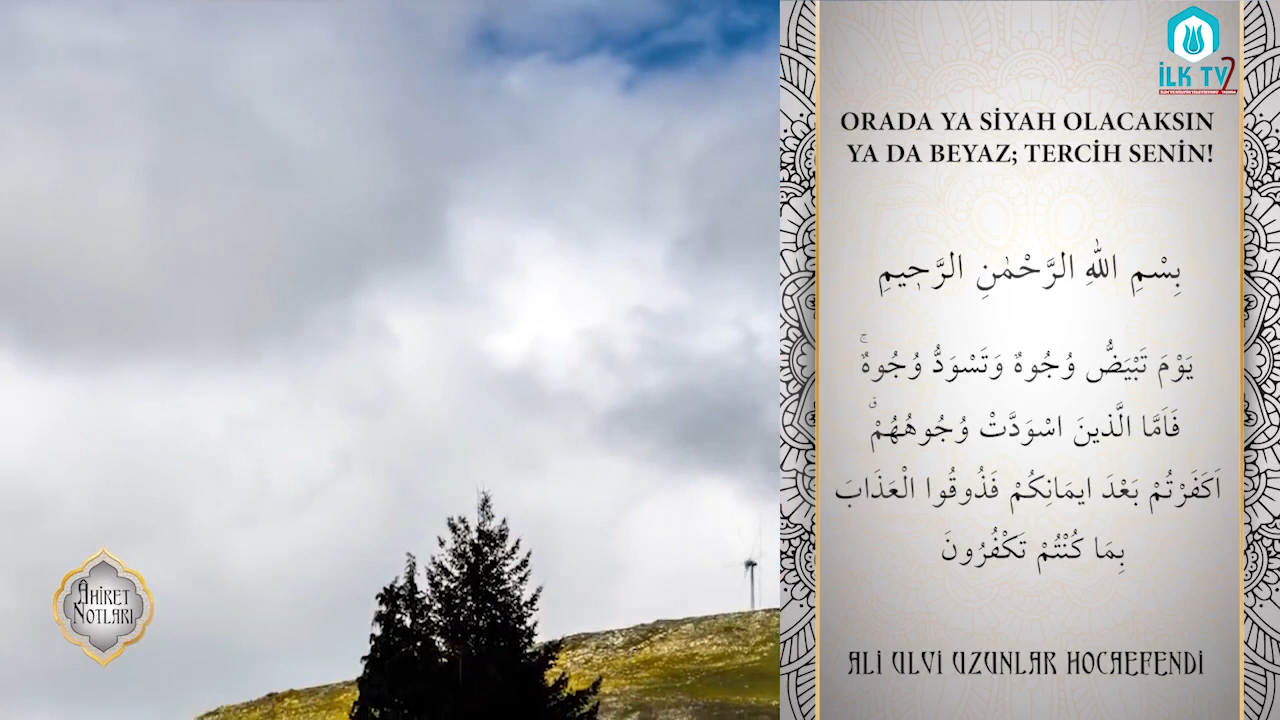 İLK TV2
ORADA YA SİYAH OLACAKSIN
YA DA BEYAZ; TERCİH SENİN!
بِسْمِ اللّٰهِ الرَّحْمٰنِ الرَّح۪يمِ
يَوْمَ تَبْيَضُّ وُجُوهٌ وَتَسْوَدُّ وُجُوهٌۚ
فَاَمَّا الَّذ۪ينَ اسْوَدَّتْ وُجُوهُهُمْ۠
اَكَفَرْتُمْ بَعْدَ ا۪يمَانِكُمْ فَذُوقُوا الْعَذَابَ
بِمَا كُنْتُمْ تَكْفُرُونَ
AHİRET
NOTLARI
ALİ ULVİ UZUNLAR HOCAEFENDİ